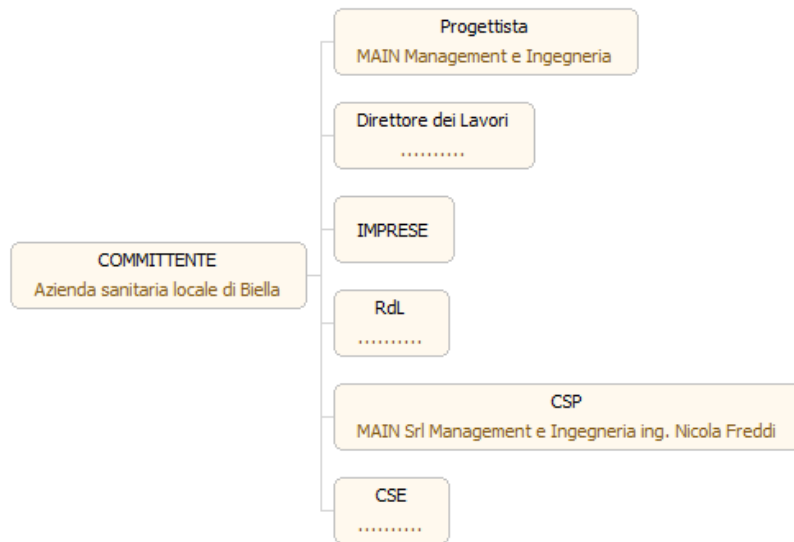 Progettista
MAIN Management e Ingegneria
Direttore dei Lavori
..........
IMPRESE
COMMITTENTE
Azienda sanitaria locale di Biella
RdL
..........
CSP
MAIN Srl Management e Ingegneria ing. Nicola Freddi
CSE
..........